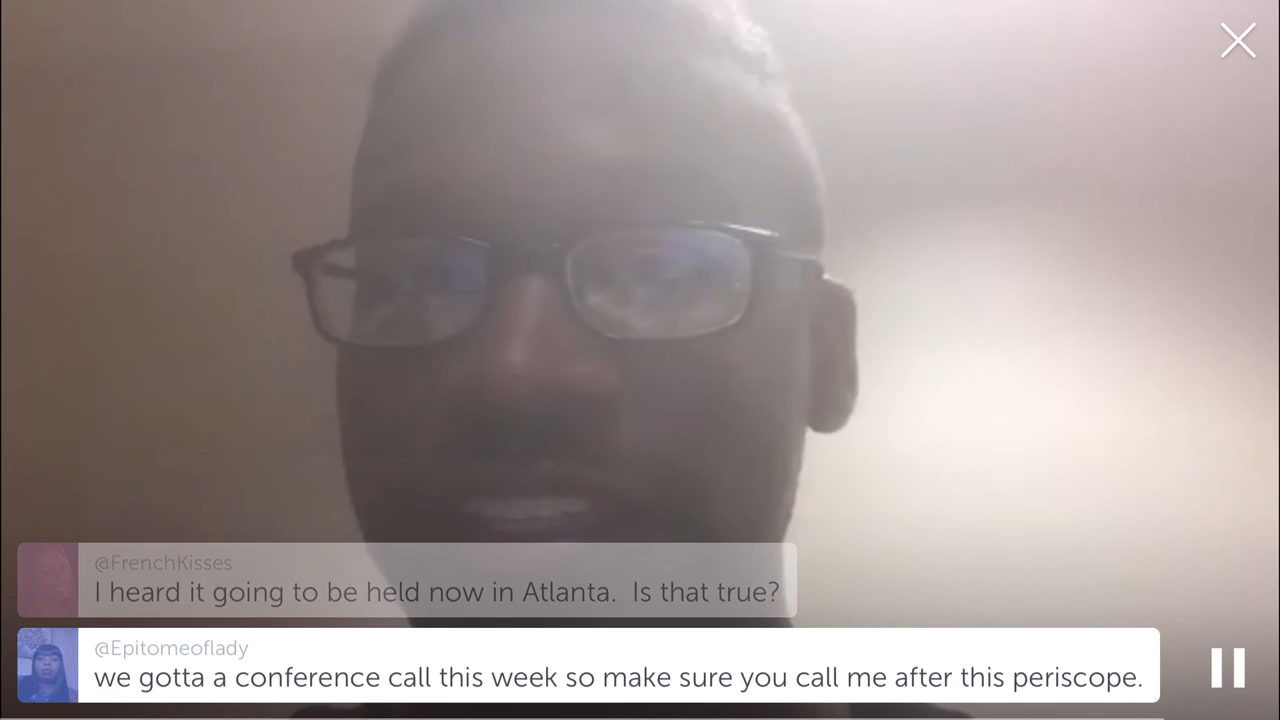 @FrenchKisses
I heard it going to be held now in Atlanta.  Is that true?
@Epitomeoflady
we gotta a conference call this week so make sure you call me after this periscope.